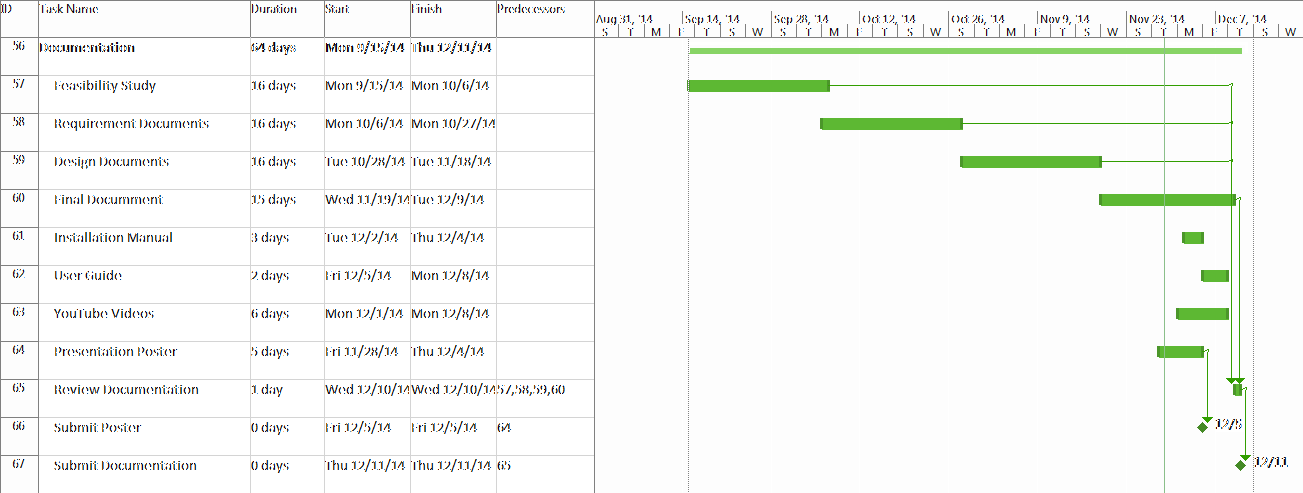 ID Task Name Duration Start Finish Predecessors
Aug 31, '14 Sep 14, '14 Sep 28, '14 Oct 12, '14 Oct 26, '14 Nov 9, '14 Nov 23, '14 Dec 7, '14
S T M F T S W S T M F T S W S T M F T S W
56 Documentation 64 days Mon 9/15/14 Thu 12/11/14
57 Feasibility Study 16 days Mon 9/15/14 Mon 10/6/14
58 Requirement Documents 16 days Mon 10/6/14 Mon 10/27/14
59 Design Documents 16 days Tue 10/28/14 Tue 11/18/14
60 Final Documment 15 days Wed 11/19/14 Tue 12/9/14
61 Installation Manual 3 days Tue 12/2/14 Thu 12/4/14
62 User Guide 2 days Fri 12/5/14 Mon 12/8/14
63 YouTube Videos 6 days Mon 12/1/14 Mon 12/8/14
64 Presentation Poster 5 days Fri 11/28/14 Thu 12/4/14
65 Review Documentation 1 day Wed 12/10/14 Wed 12/10/14 57,58,59,60
66 Submit Poster 0 days Fri 12/5/14 Fri 12/5/14 64 12/5
67 Submit Documentation 0 days Thu 12/11/14 Thu 12/11/14 65 12/11